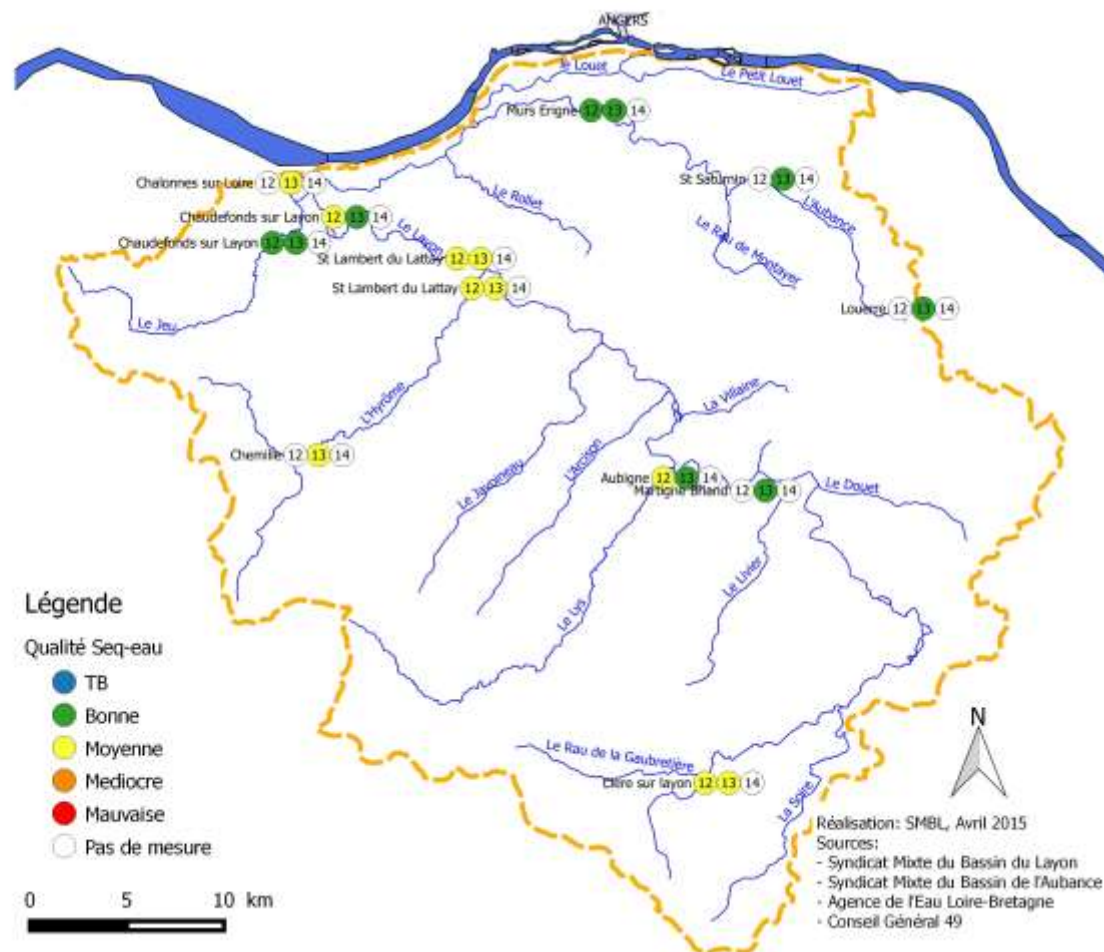 ANGERS
le Louet
Le Petit Louet
Murs Erigne 12 13 14
St Saturnin 12 13 14
Chalonnes sur Loire 12 13 14
Le Rollet
L'Aubance
Chaudefonds sur Layon 12 13 14
Le Layon
Chaudefonds sur Layon 12 13 14
Le Rau de Montayer
St Lambert du Lattay 12 13 14
St Lambert du Lattay 12 13 14
Louerre 12 13 14
Le Jeu
L'Hyrôme
La Villaine
Chemille 12 13 14
L'Arcison
Le Javoineau
Aubigne 12 13 14
Martigne Briand 12 13 14
Le Douet
Le Livier
Le Lys
Légende
Qualité Seq-eau
TB
Bonne
Moyenne
Mediocre
Mauvaise
Pas de mesure
0 5 10 km
N
Le Rau de la Gaubretière
Clere sur layon 12 13 14
La Soire
Réalisation: SMBL, Avril 2015
Sources:
- Syndicat Mixte du Bassin du Layon
- Syndicat Mixte du Bassin de l'Aubance
- Agence de l'Eau Loire-Bretagne
- Conseil Général 49